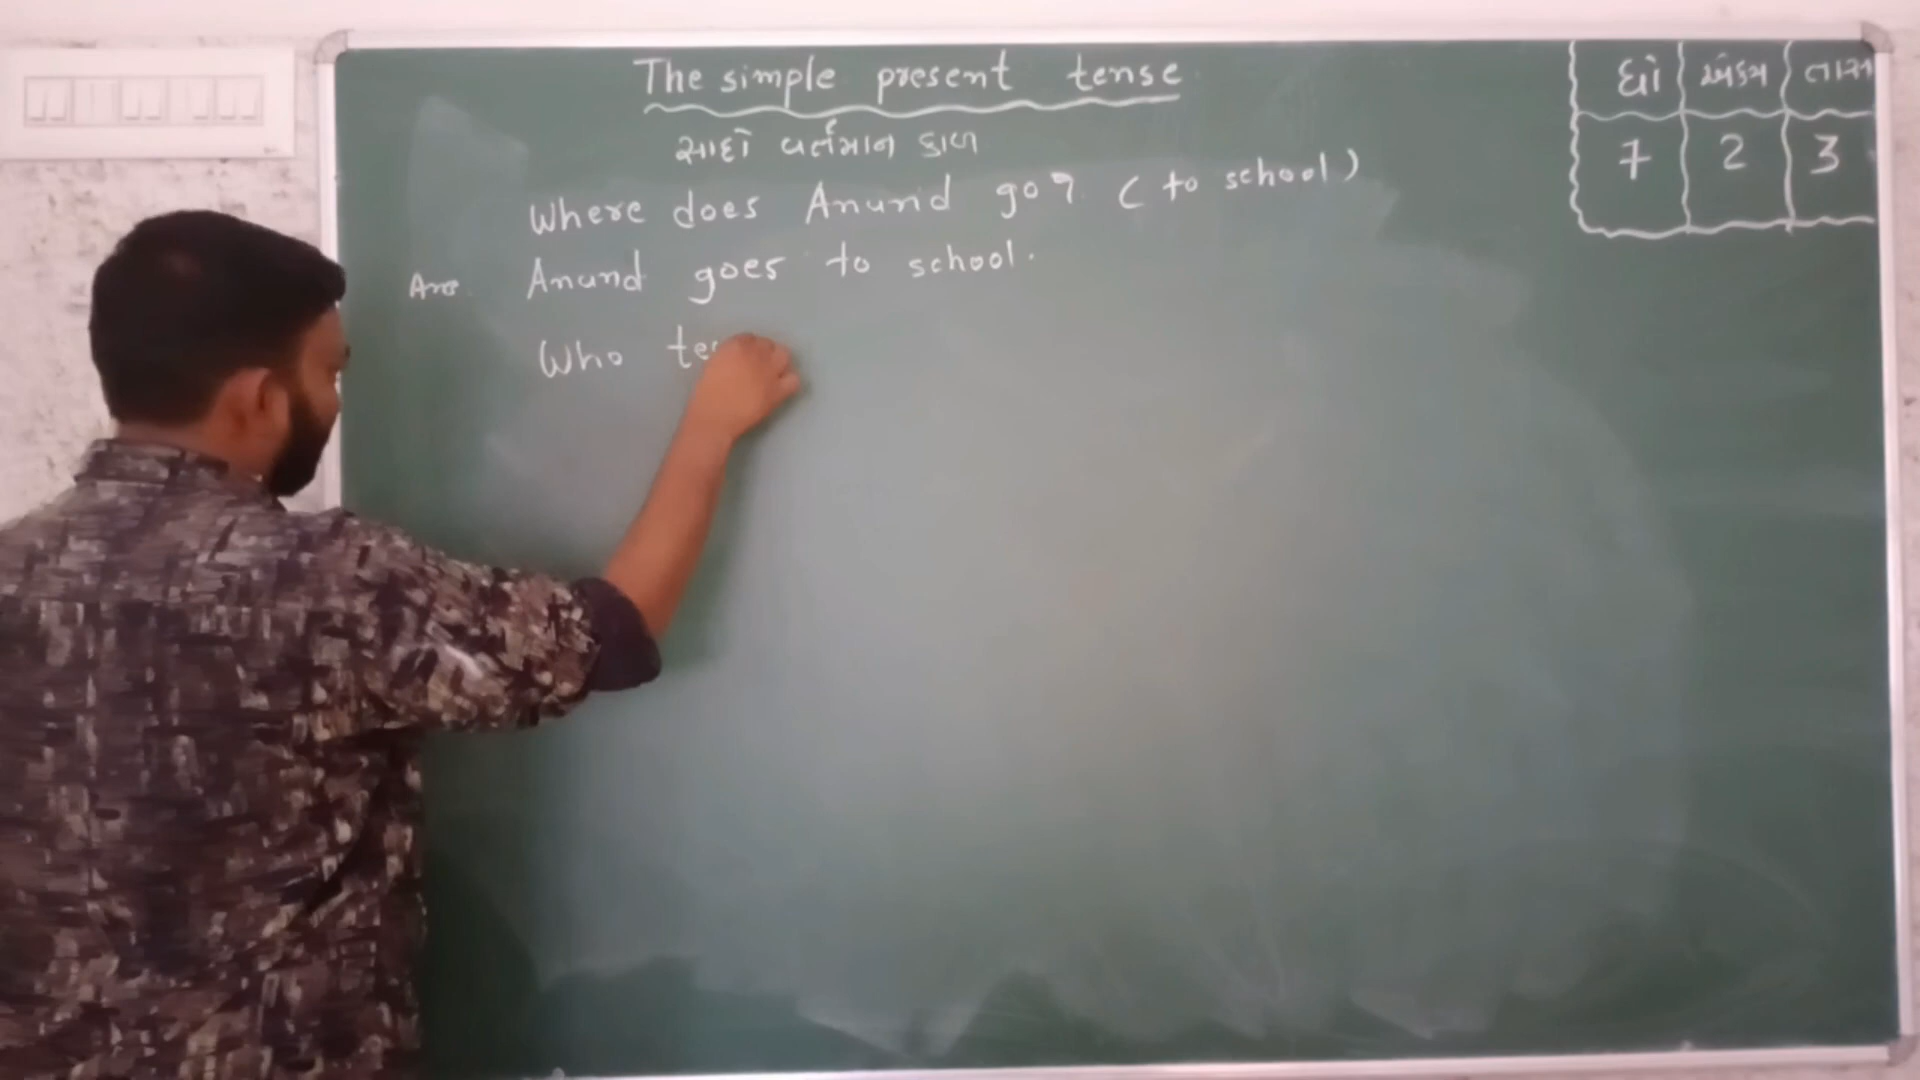 The simple present tense
સાદો વર્તમાન કાળ
Where does Anand go? (to school)
Ans. Anand goes to school.
Who te
ધો એકમ તાસ
7 2 3